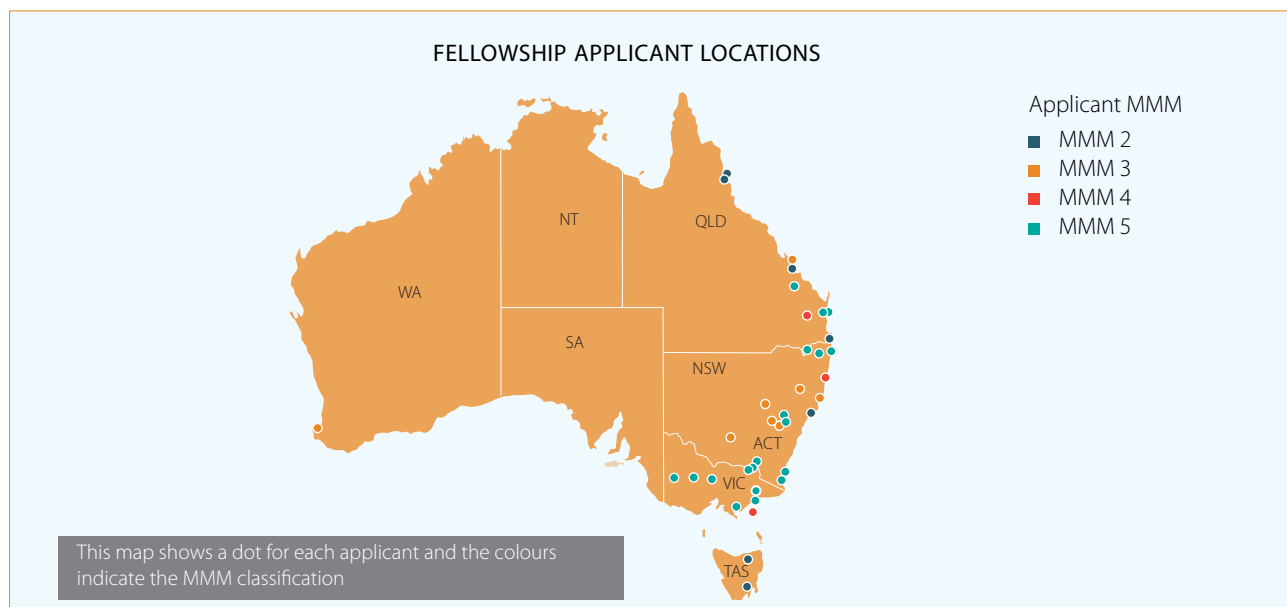 FELLOWSHIP APPLICANT LOCATIONS
Applicant MMM
MMM 2
MMM 3
MMM 4
MMM 5
NT
QLD
WA
SA
NSW
ACT
VIC
TAS
This map shows a dot for each applicant and the colours
indicate the MMM classification